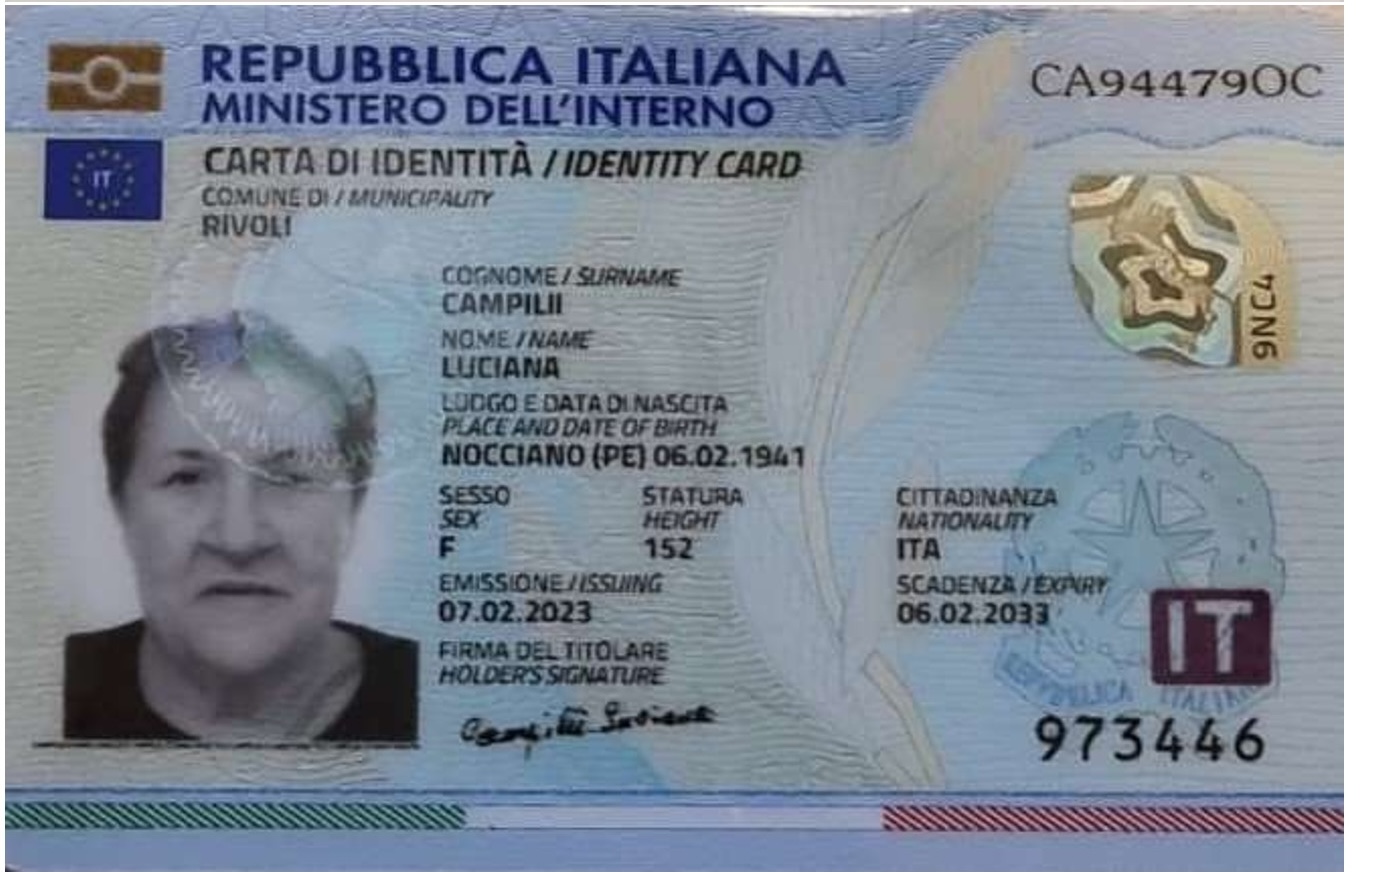 REPUBBLICA ITALIANA
MINISTERO DELL'INTERNO
CA94479OC
IT
CARTA DI IDENTITÀ / IDENTITY CARD
COMUNE DI / MUNICIPALITY
RIVOLI
9NC4
COGNOME / SURNAME
CAMPILII
NOME / NAME
LUCIANA
LUOGO E DATA DI NASCITA
PLACE AND DATE OF BIRTH
NOCCIANO (PE) 06.02.1941
SESSO STATURA CITTADINANZA
SEX HEIGHT NATIONALITY
F 152 ITA
EMISSIONE / ISSUING SCADENZA / EXPIRY
07.02.2023 06.02.2033
IT
FIRMA DEL TITOLARE
HOLDER'S SIGNATURE
REPUBBLICA ITALIANA
Campilii Luciana
973446